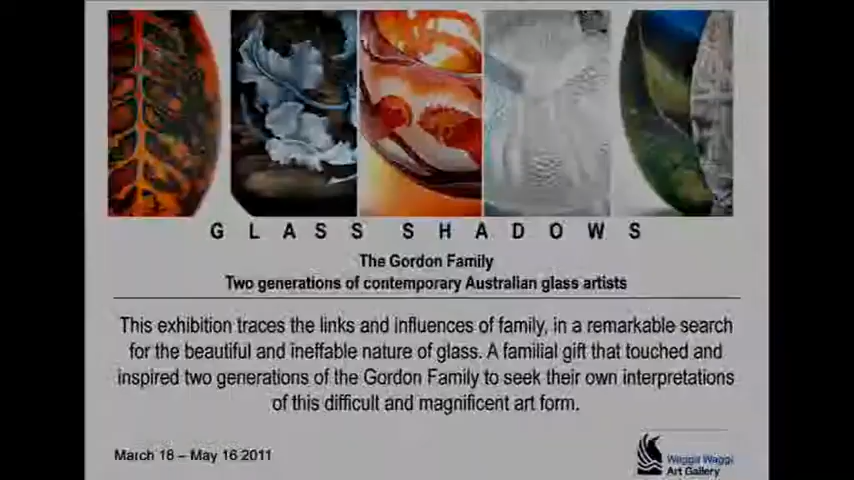 GLASS SHADOWS
The Gordon Family
Two generations of contemporary Australian glass artists
This exhibition traces the links and influences of family, in a remarkable search
for the beautiful and ineffable nature of glass. A familial gift that touched and
inspired two generations of the Gordon Family to seek their own interpretations
of this difficult and magnificent art form.
March 18 – May 16 2011
Wagga Wagga
Art Gallery